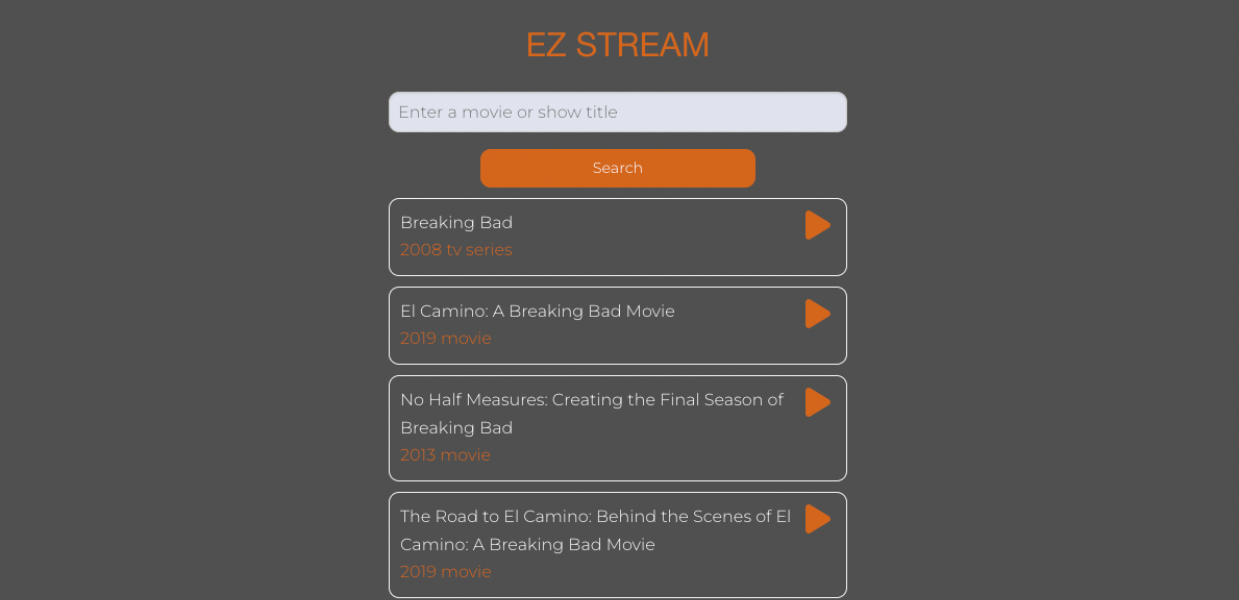 EZ STREAM
Enter a movie or show title
Search
Breaking Bad
2008 tv series
El Camino: A Breaking Bad Movie
2019 movie
No Half Measures: Creating the Final Season of
Breaking Bad
2013 movie
The Road to El Camino: Behind the Scenes of El
Camino: A Breaking Bad Movie
2019 movie